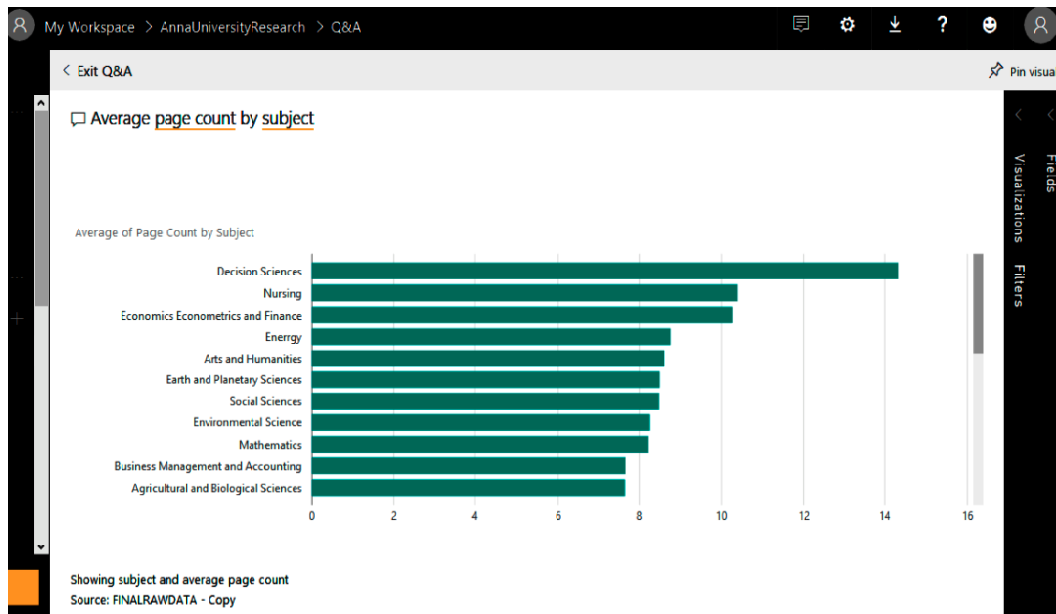 My Workspace > AnnaUniversityResearch > Q&A
?
< Exit Q&A
Pin visua
Average page count by subject
Average of Page Count by Subject
Decision Sciences
Nursing
Economics Econometrics and Finance
Enerrgy
Arts and Humanities
Earth and Planetary Sciences
Social Sciences
Environmental Science
Mathematics
Business Management and Accounting
Agricultural and Biological Sciences
0 2 4 6 8 10 12 14 16
Showing subject and average page count
Source: FINALRAWDATA - Copy
Visualizations
Filters
Fields